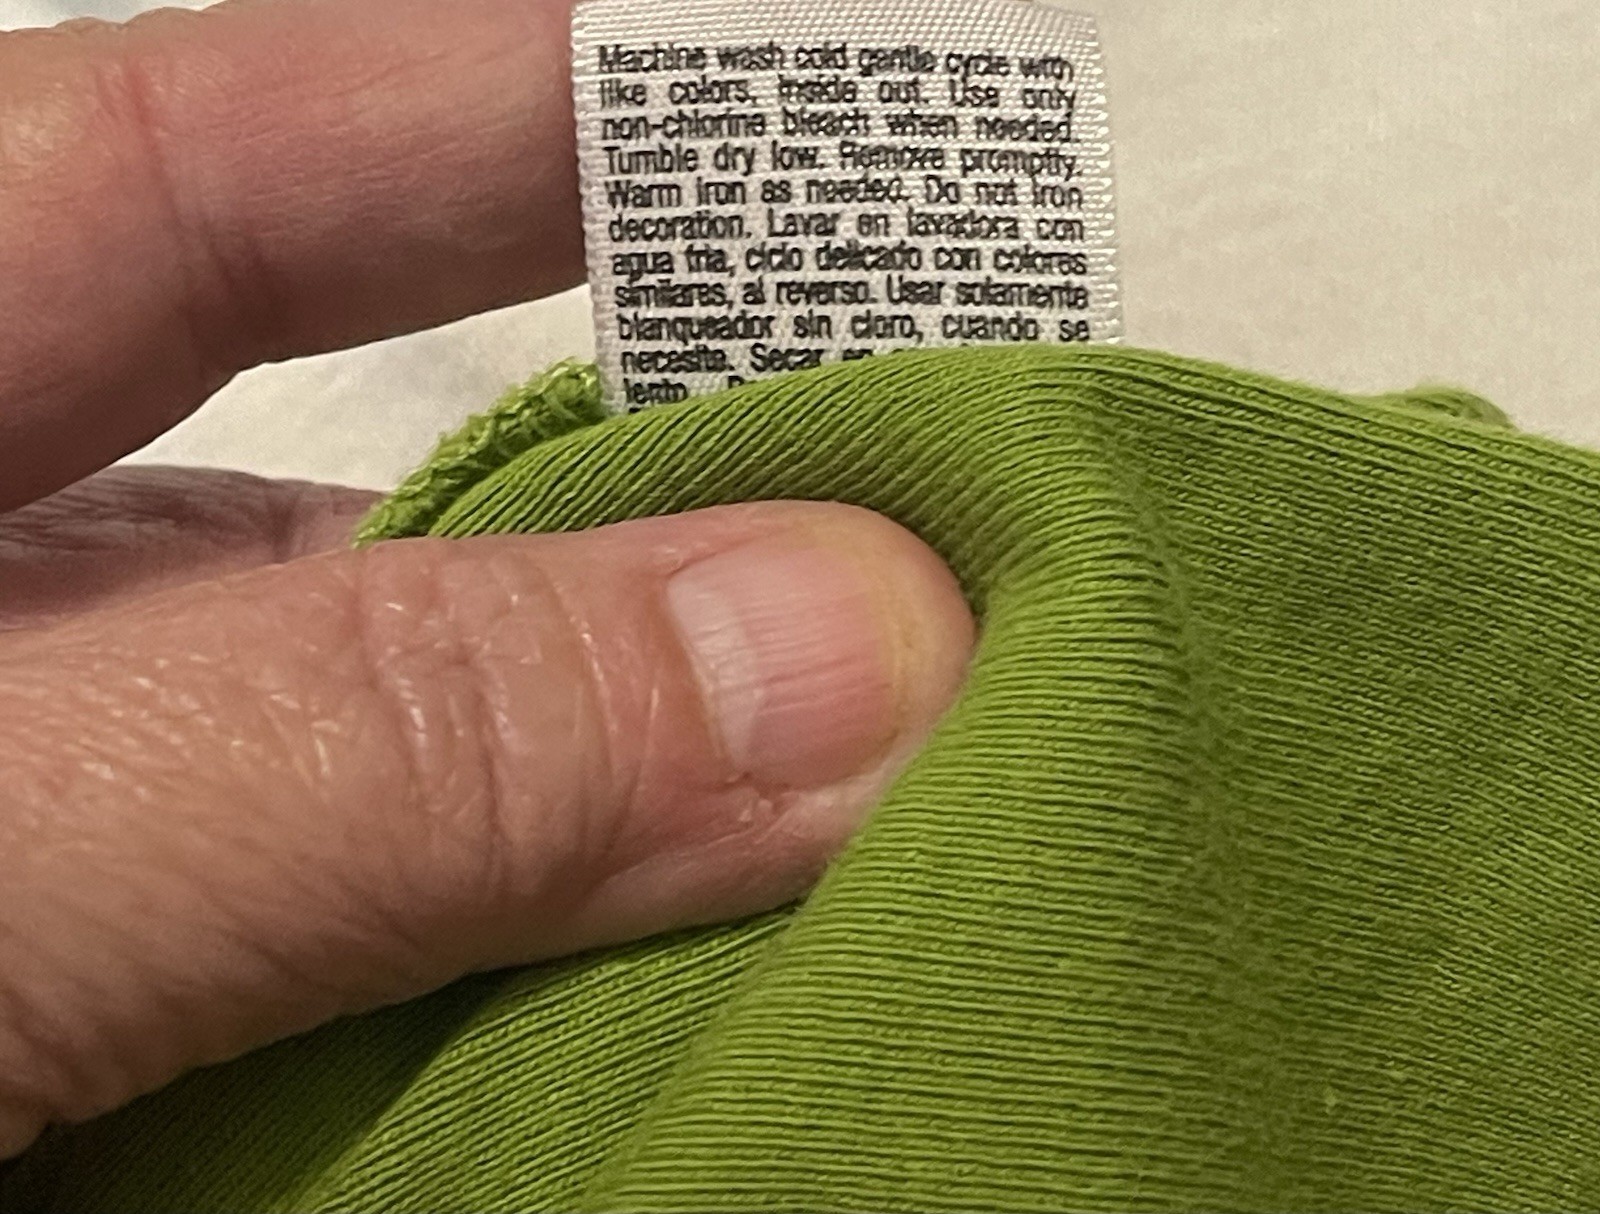 Machine wash cold gentle cycle with
like colors, inside out. Use only
non-chlorine bleach when needed.
Tumble dry low. Remove promptly.
Warm iron as needed. Do not iron
decoration. Lavar en lavadora con
agua fria, ciclo delicado con colores
similares, al reverso. Usar solamente
blanqueador sin cloro, cuando se
necesite. Secar en
lento